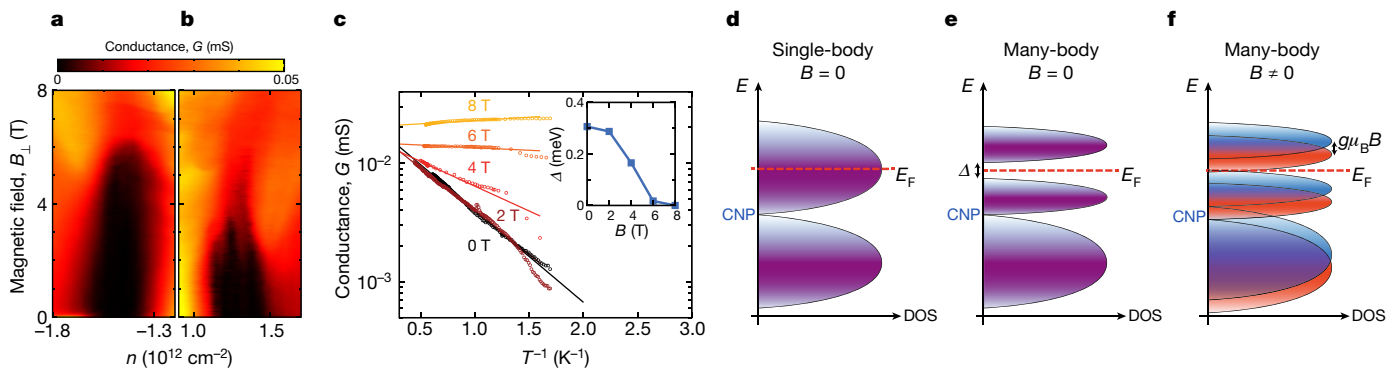 a
b
Conductance, G (mS)
0
0.05
Magnetic field, B⊥ (T)
8
4
0
−1.8
−1.3
1.0
1.5
n (10¹² cm⁻²)
c
Conductance, G (mS)
10⁻²
10⁻³
8 T
6 T
4 T
2 T
0 T
Δ (meV)
0.4
0.2
0
0 2 4 6 8
B (T)
0.5 1.0 1.5 2.0 2.5 3.0
T⁻¹ (K⁻¹)
d
Single-body
B = 0
E
E_F
CNP
DOS
e
Many-body
B = 0
E
Δ
E_F
CNP
DOS
f
Many-body
B ≠ 0
E
gμ_BB
E_F
CNP
DOS